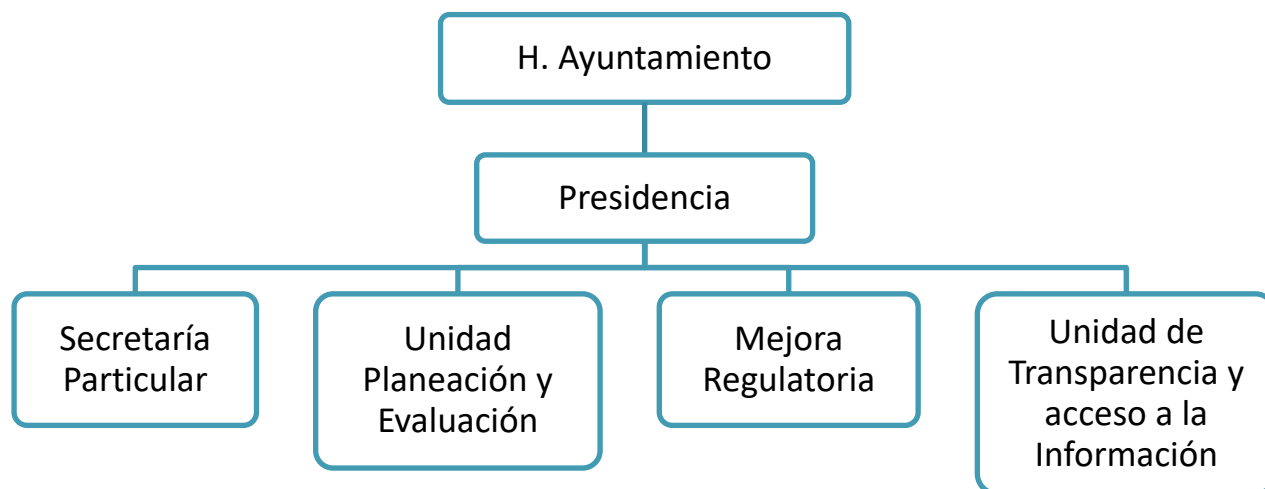 H. Ayuntamiento
Presidencia
Secretaría
Particular
Unidad
Planeación y
Evaluación
Mejora
Regulatoria
Unidad de
Transparencia y
acceso a la
Información